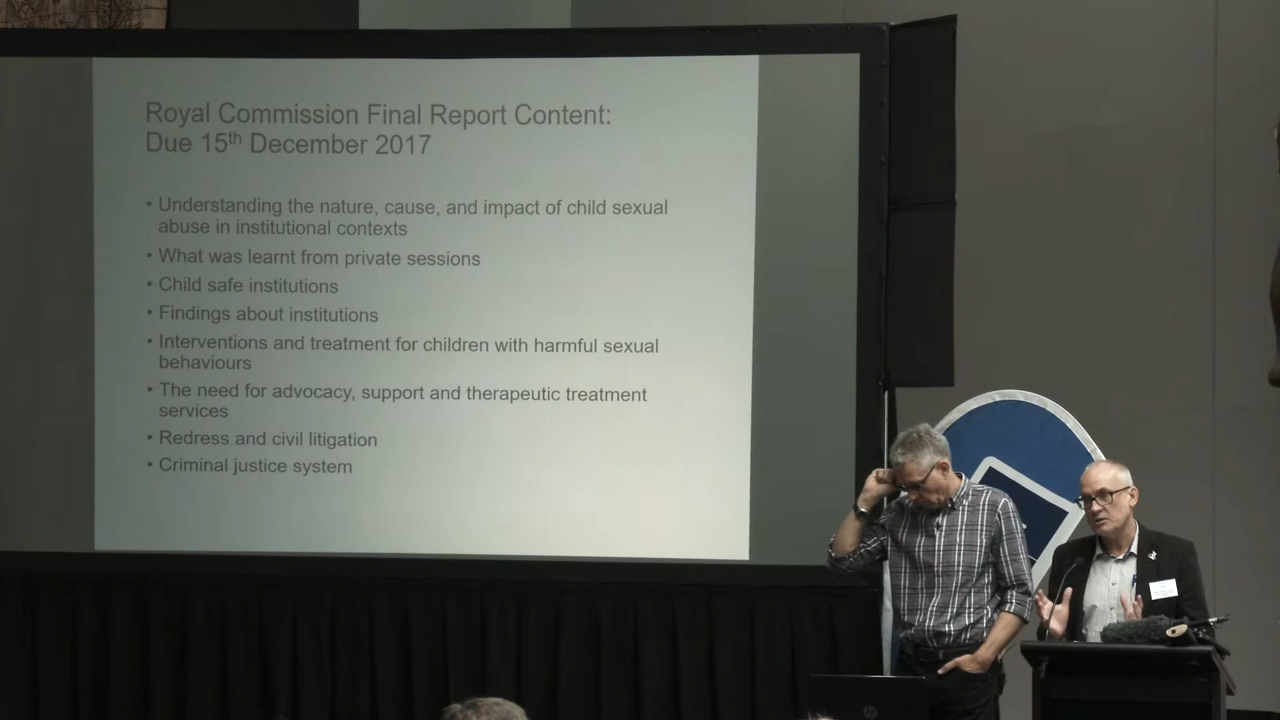 Royal Commission Final Report Content:
Due 15th December 2017
• Understanding the nature, cause, and impact of child sexual
abuse in institutional contexts
• What was learnt from private sessions
• Child safe institutions
• Findings about institutions
• Interventions and treatment for children with harmful sexual
behaviours
• The need for advocacy, support and therapeutic treatment
services
• Redress and civil litigation
• Criminal justice system
hp